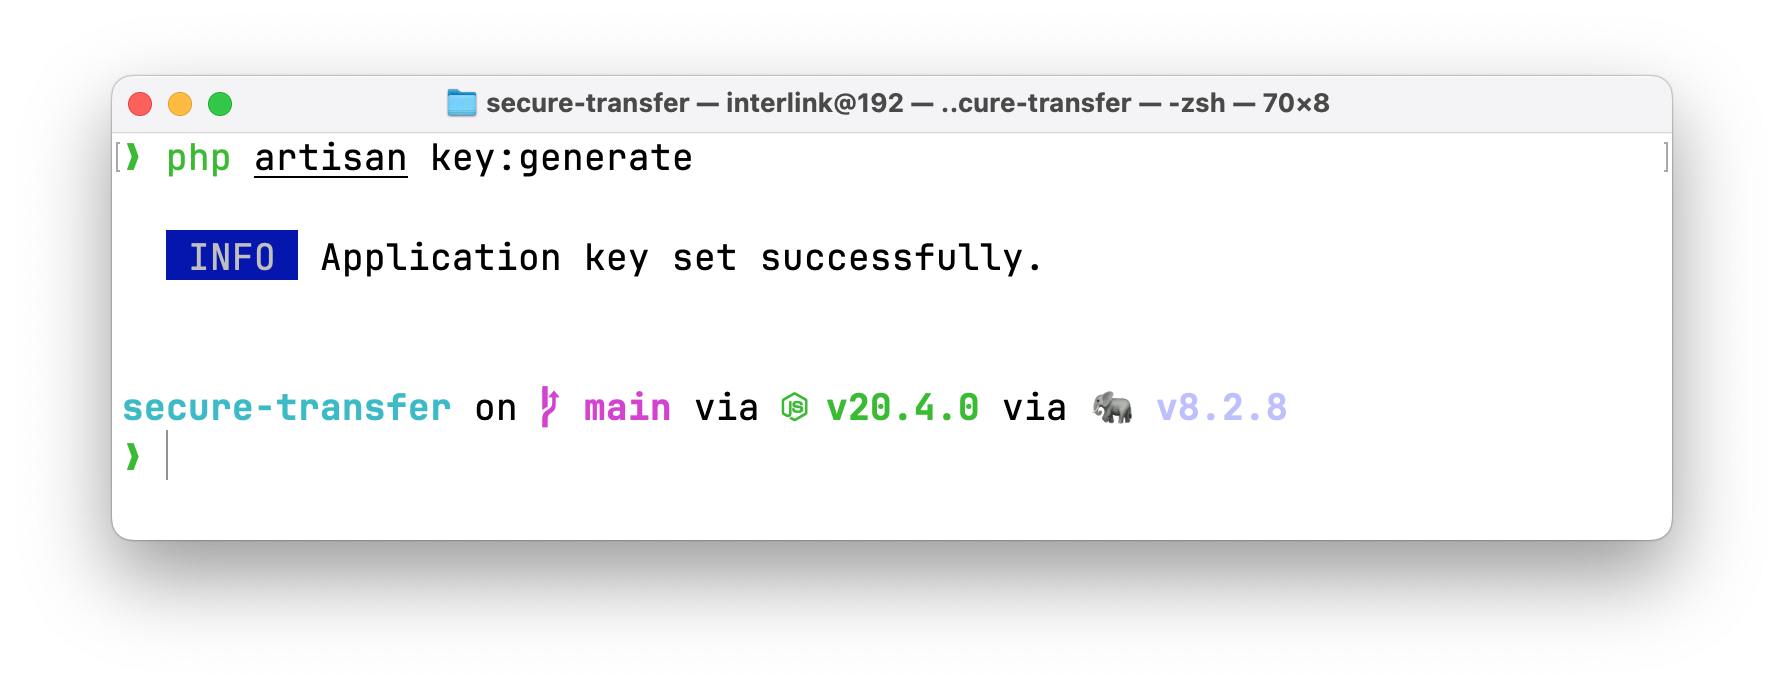 secure-transfer — interlink@192 — ..cure-transfer — -zsh — 70×8
[❱ php artisan key:generate ]
INFO Application key set successfully.
secure-transfer on main via JS v20.4.0 via 🐘 v8.2.8
❱